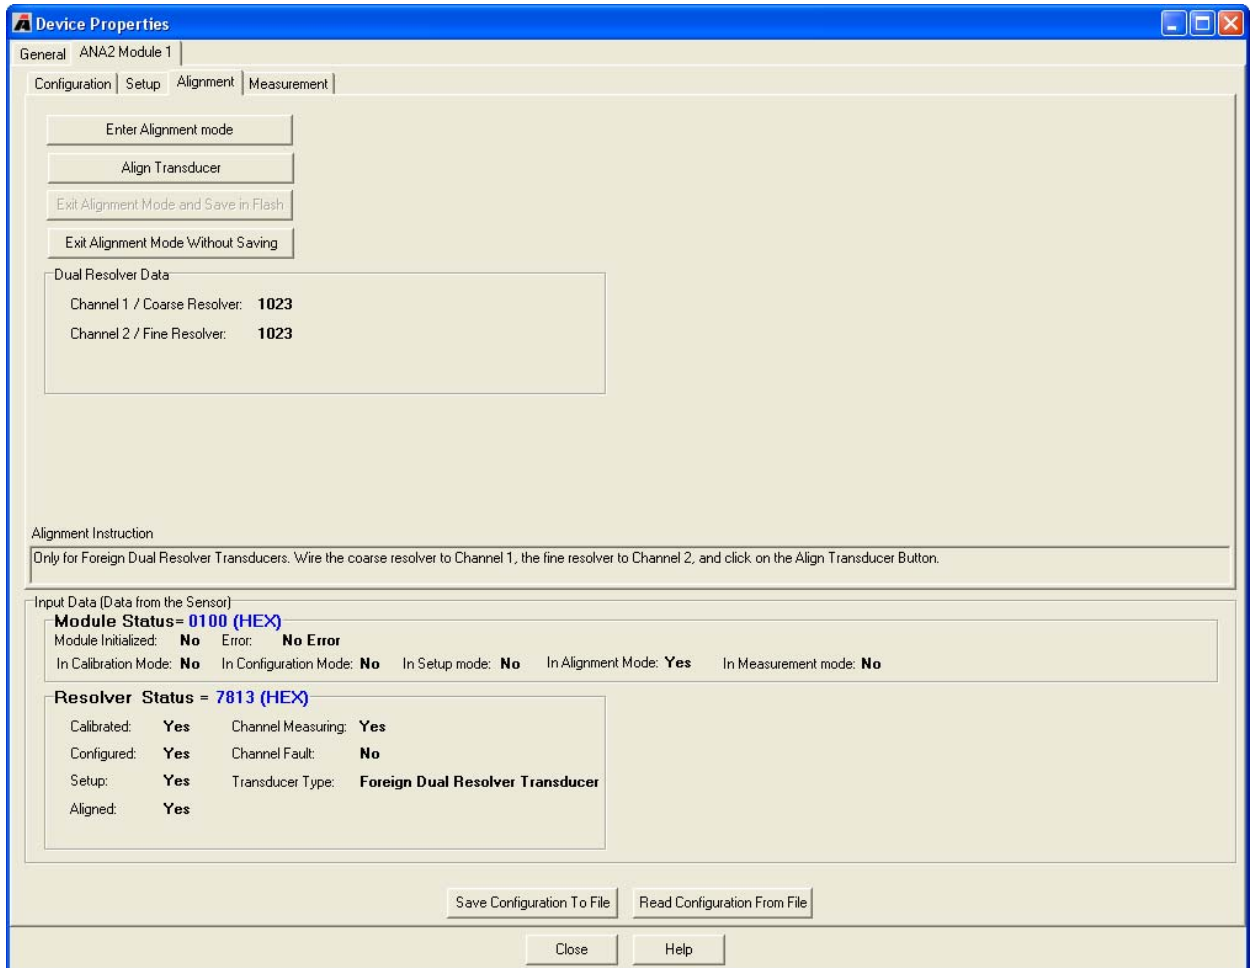 Device Properties
General ANA2 Module 1
Configuration Setup Alignment Measurement
Enter Alignment mode
Align Transducer
Exit Alignment Mode and Save in Flash
Exit Alignment Mode Without Saving
Dual Resolver Data
Channel 1 / Coarse Resolver: 1023
Channel 2 / Fine Resolver: 1023
Alignment Instruction
Only for Foreign Dual Resolver Transducers. Wire the coarse resolver to Channel 1, the fine resolver to Channel 2, and click on the Align Transducer Button.
Input Data (Data from the Sensor)
Module Status= 0100 (HEX)
Module Initialized: No Error: No Error
In Calibration Mode: No In Configuration Mode: No In Setup mode: No In Alignment Mode: Yes In Measurement mode: No
Resolver Status = 7813 (HEX)
Calibrated: Yes Channel Measuring: Yes
Configured: Yes Channel Fault: No
Setup: Yes Transducer Type: Foreign Dual Resolver Transducer
Aligned: Yes
Save Configuration To File Read Configuration From File
Close Help